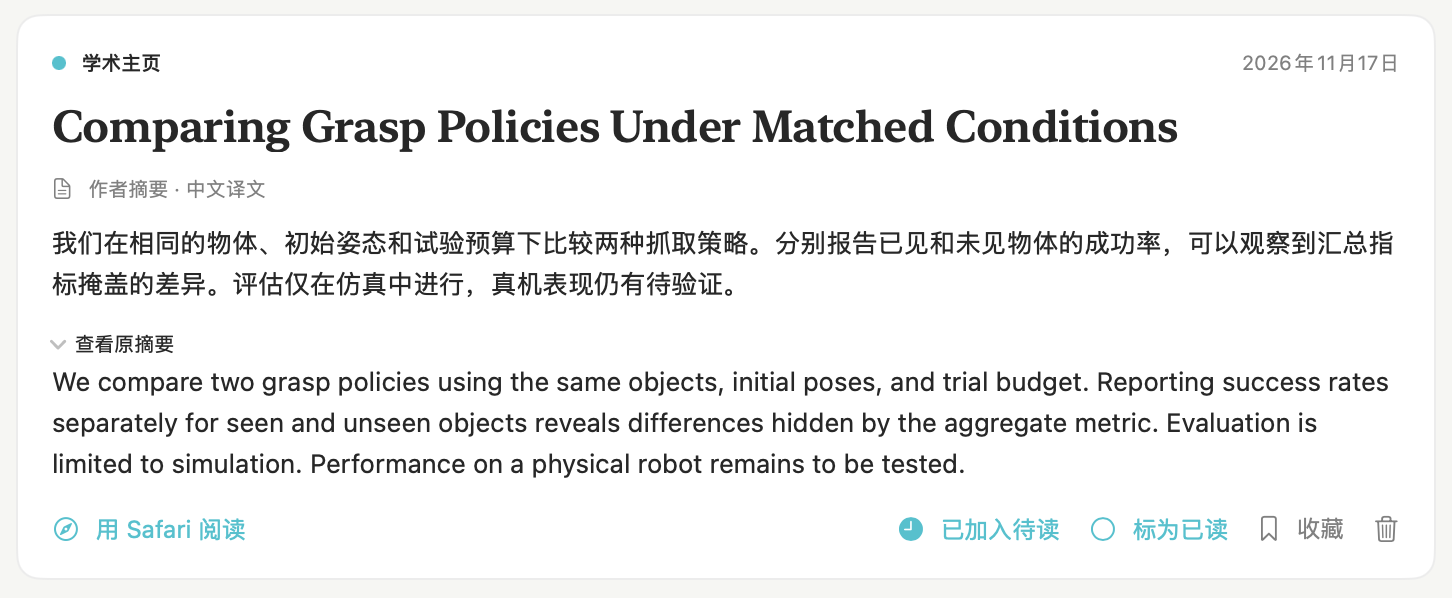 学术主页
2026年11月17日
Comparing Grasp Policies Under Matched Conditions
作者摘要 · 中文译文
我们在相同的物体、初始姿态和试验预算下比较两种抓取策略。分别报告已见和未见物体的成功率，可以观察到汇总指
标掩盖的差异。评估仅在仿真中进行，真机表现仍有待验证。
查看原摘要
We compare two grasp policies using the same objects, initial poses, and trial budget. Reporting success rates
separately for seen and unseen objects reveals differences hidden by the aggregate metric. Evaluation is
limited to simulation. Performance on a physical robot remains to be tested.
用 Safari 阅读
已加入待读
标为已读
收藏